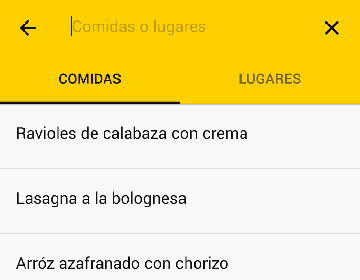 Comidas o lugares
COMIDAS LUGARES
Ravioles de calabaza con crema
Lasagna a la bolognesa
Arróz azafranado con chorizo